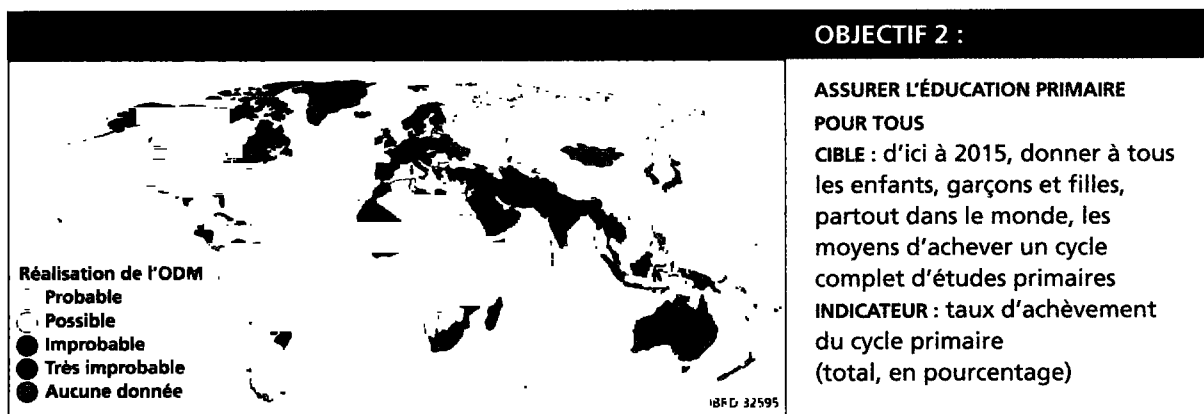 OBJECTIF 2 :
ASSURER L'ÉDUCATION PRIMAIRE
POUR TOUS
CIBLE : d'ici à 2015, donner à tous
les enfants, garçons et filles,
partout dans le monde, les
moyens d'achever un cycle
complet d'études primaires
INDICATEUR : taux d'achèvement
du cycle primaire
(total, en pourcentage)
Réalisation de l'ODM
Probable
Possible
Improbable
Très improbable
Aucune donnée
IBRD 32595